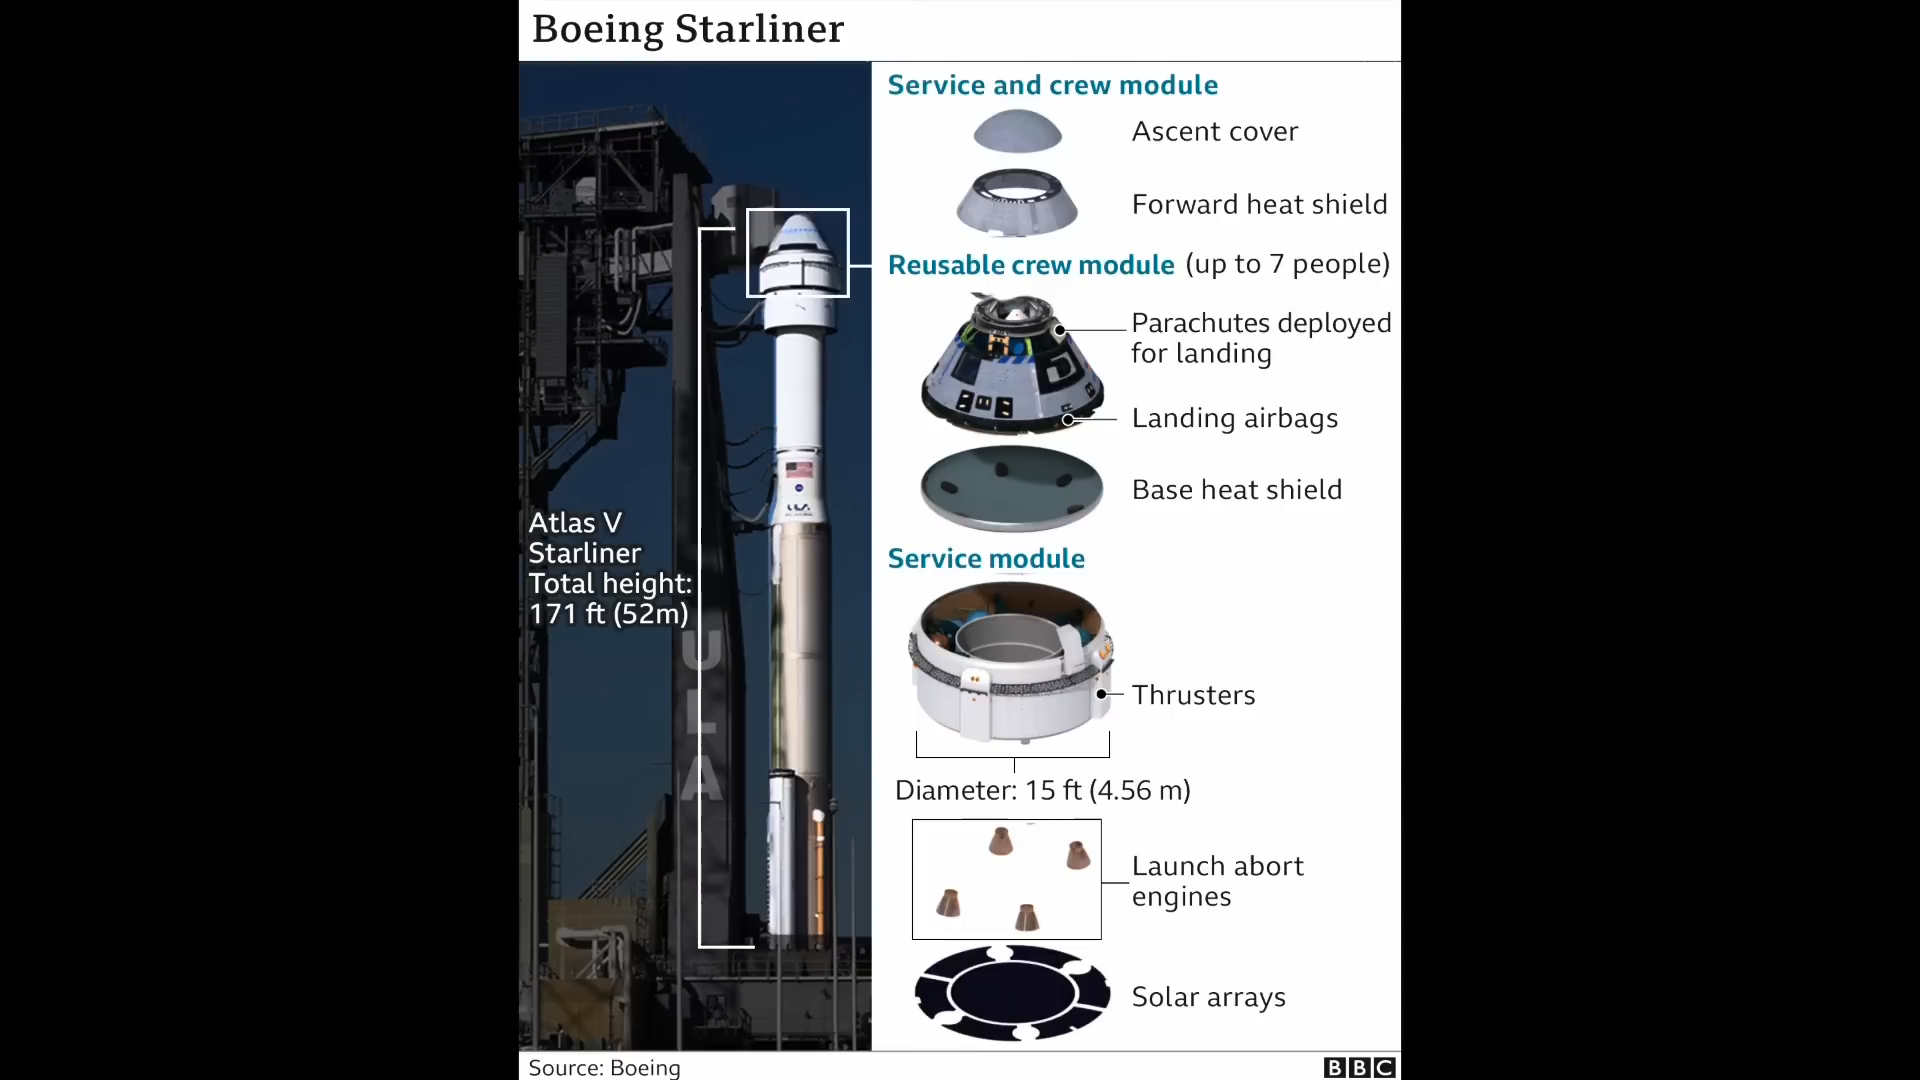 Boeing Starliner
Service and crew module
Ascent cover
Forward heat shield
Reusable crew module (up to 7 people)
Parachutes deployed
for landing
Landing airbags
Base heat shield
Service module
Thrusters
Diameter: 15 ft (4.56 m)
Launch abort
engines
Solar arrays
Atlas V
Starliner
Total height:
171 ft (52m)
ULA
ULA
Source: Boeing
BBC